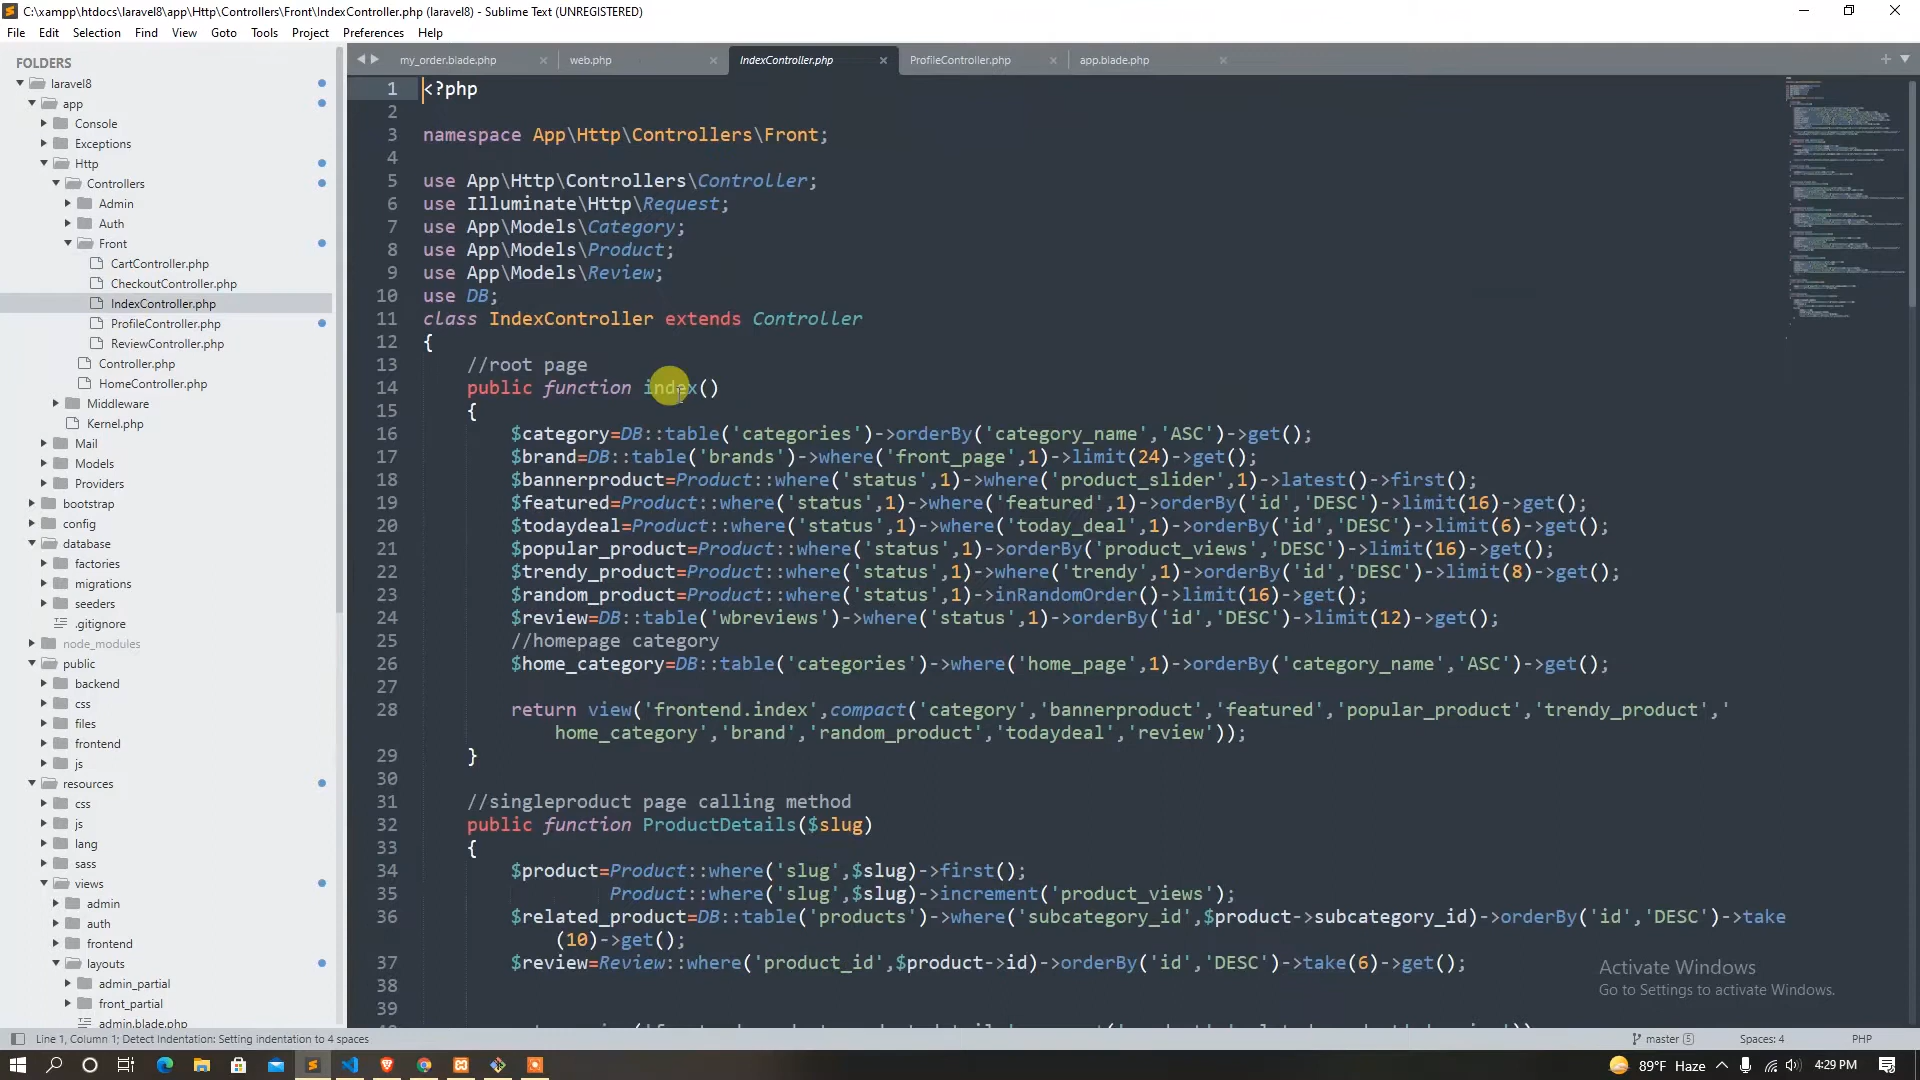 C:\xampp\htdocs\laravel8\app\Http\Controllers\Front\IndexController.php (laravel8) - Sublime Text (UNREGISTERED)
File Edit Selection Find View Goto Tools Project Preferences Help
FOLDERS
laravel8
app
Console
Exceptions
Http
Controllers
Admin
Auth
Front
CartController.php
CheckoutController.php
IndexController.php
ProfileController.php
ReviewController.php
Controller.php
HomeController.php
Middleware
Kernel.php
Mail
Models
Providers
bootstrap
config
database
factories
migrations
seeders
.gitignore
node_modules
public
backend
css
files
frontend
js
resources
css
js
lang
sass
views
admin
auth
frontend
layouts
admin_partial
front_partial
admin.blade.php
my_order.blade.php web.php IndexController.php ProfileController.php app.blade.php
1 <?php
2
3 namespace App\Http\Controllers\Front;
4
5 use App\Http\Controllers\Controller;
6 use Illuminate\Http\Request;
7 use App\Models\Category;
8 use App\Models\Product;
9 use App\Models\Review;
10 use DB;
11 class IndexController extends Controller
12 {
13 //root page
14 public function index()
15 {
16 $category=DB::table('categories')->orderBy('category_name','ASC')->get();
17 $brand=DB::table('brands')->where('front_page',1)->limit(24)->get();
18 $bannerproduct=Product::where('status',1)->where('product_slider',1)->latest()->first();
19 $featured=Product::where('status',1)->where('featured',1)->orderBy('id','DESC')->limit(16)->get();
20 $todaydeal=Product::where('status',1)->where('today_deal',1)->orderBy('id','DESC')->limit(6)->get();
21 $popular_product=Product::where('status',1)->orderBy('product_views','DESC')->limit(16)->get();
22 $trendy_product=Product::where('status',1)->where('trendy',1)->orderBy('id','DESC')->limit(8)->get();
23 $random_product=Product::where('status',1)->inRandomOrder()->limit(16)->get();
24 $review=DB::table('wbreviews')->where('status',1)->orderBy('id','DESC')->limit(12)->get();
25 //homepage category
26 $home_category=DB::table('categories')->where('home_page',1)->orderBy('category_name','ASC')->get();
27
28 return view('frontend.index',compact('category','bannerproduct','featured','popular_product','trendy_product','
home_category','brand','random_product','todaydeal','review'));
29 }
30
31 //singleproduct page calling method
32 public function ProductDetails($slug)
33 {
34 $product=Product::where('slug',$slug)->first();
35 Product::where('slug',$slug)->increment('product_views');
36 $related_product=DB::table('products')->where('subcategory_id',$product->subcategory_id)->orderBy('id','DESC')->take
(10)->get();
37 $review=Review::where('product_id',$product->id)->orderBy('id','DESC')->take(6)->get();
38
39
Activate Windows
Go to Settings to activate Windows.
Line 1, Column 1; Detect Indentation: Setting indentation to 4 spaces
master 5 Spaces: 4 PHP
89°F Haze 4:29 PM